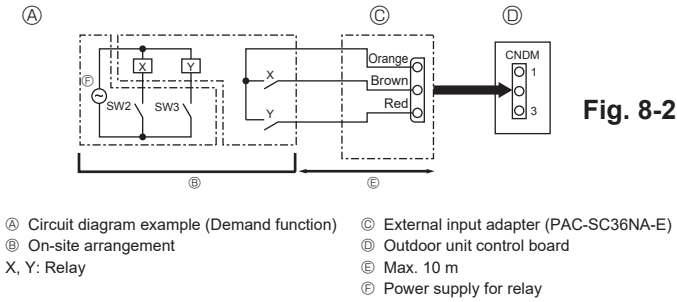 Ⓐ Ⓒ Ⓓ
CNDM
Orange
X Y
Ⓕ
1
~
X
Brown
SW2 SW3
Red
Y
3
Fig. 8-2
Ⓑ Ⓔ
Ⓐ Circuit diagram example (Demand function)
Ⓑ On-site arrangement
X, Y: Relay
Ⓒ External input adapter (PAC-SC36NA-E)
Ⓓ Outdoor unit control board
Ⓔ Max. 10 m
Ⓕ Power supply for relay